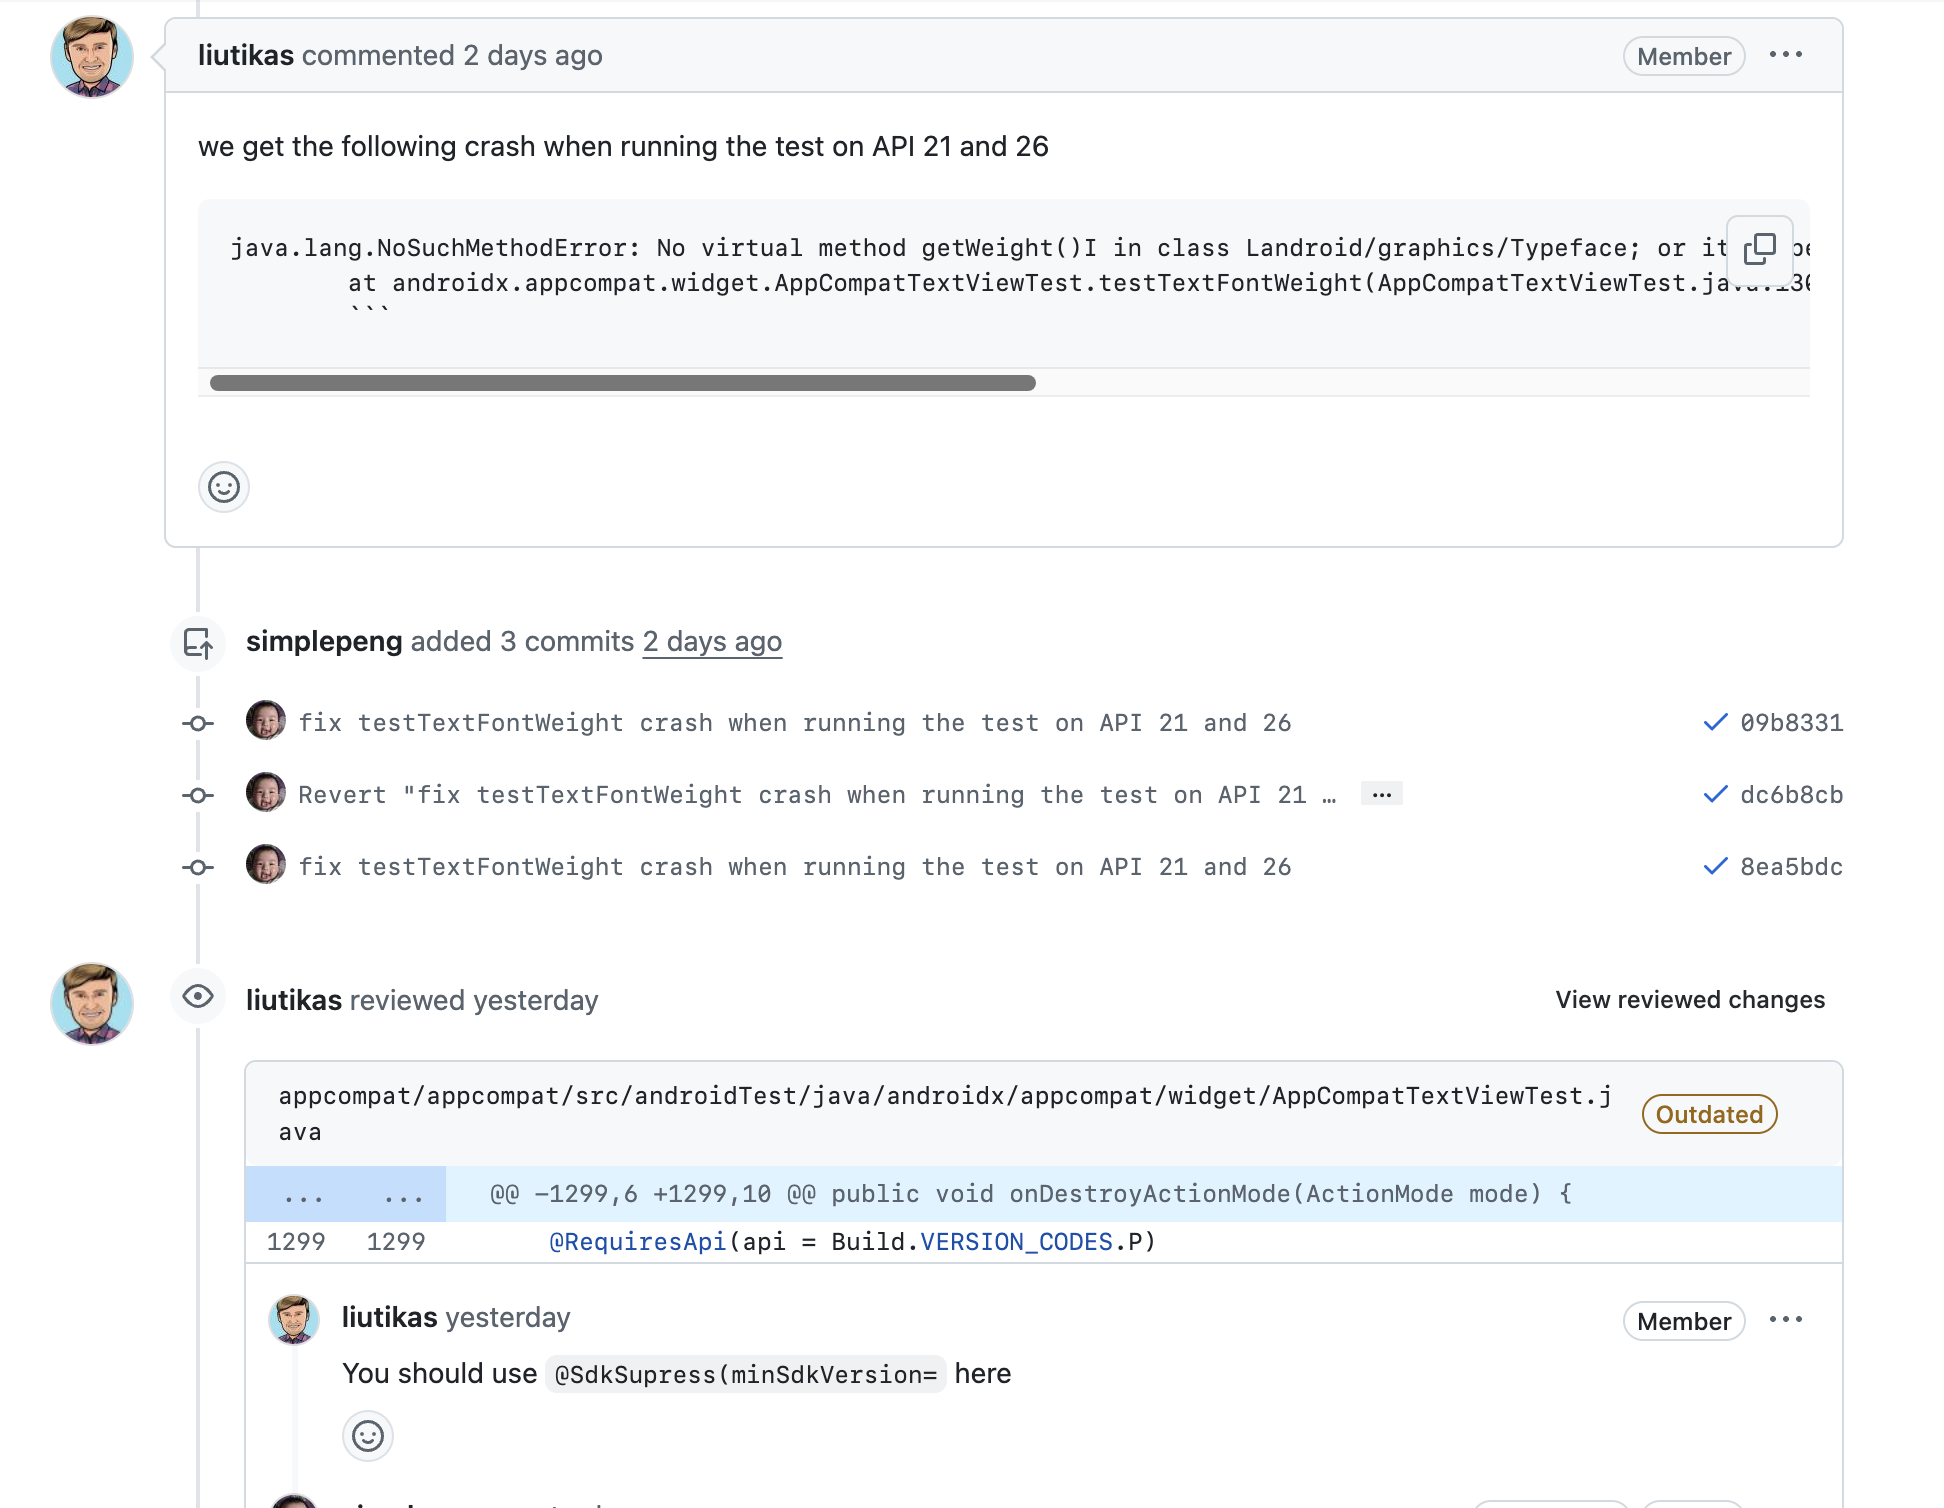 liutikas commented 2 days ago
Member
we get the following crash when running the test on API 21 and 26
java.lang.NoSuchMethodError: No virtual method getWeight()I in class Landroid/graphics/Typeface; or it
at androidx.appcompat.widget.AppCompatTextViewTest.testTextFontWeight(AppCompatTextViewTest.java:130
```
simplepeng added 3 commits 2 days ago
fix testTextFontWeight crash when running the test on API 21 and 26
09b8331
Revert "fix testTextFontWeight crash when running the test on API 21 …
dc6b8cb
fix testTextFontWeight crash when running the test on API 21 and 26
8ea5bdc
liutikas reviewed yesterday
View reviewed changes
appcompat/appcompat/src/androidTest/java/androidx/appcompat/widget/AppCompatTextViewTest.j
ava
Outdated
... ... @@ -1299,6 +1299,10 @@ public void onDestroyActionMode(ActionMode mode) {
1299 1299 @RequiresApi(api = Build.VERSION_CODES.P)
liutikas yesterday
Member
You should use @SdkSupress(minSdkVersion= here